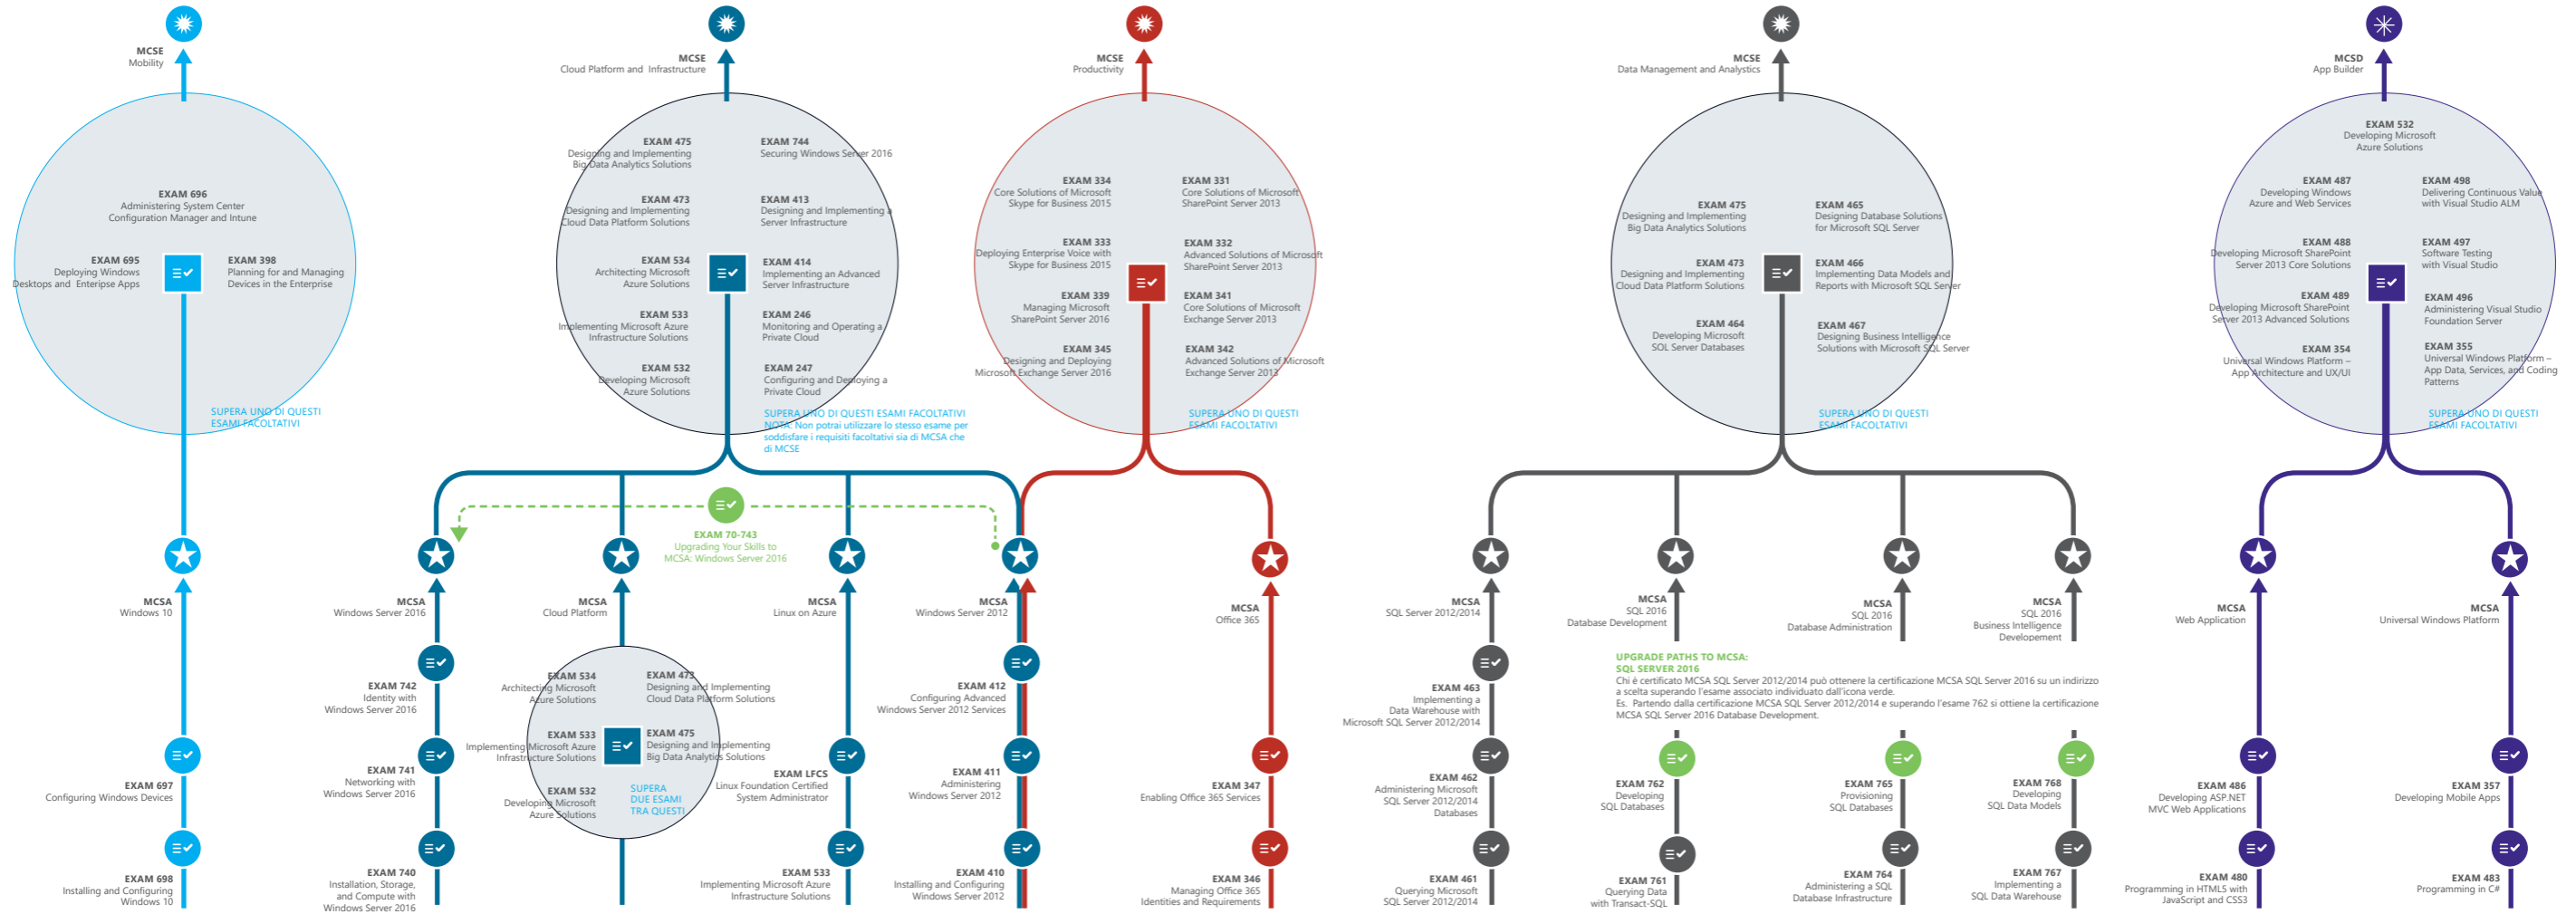 MCSE
Mobility
EXAM 696
Administering System Center
Configuration Manager and Intune
EXAM 695
Deploying Windows
Desktops and Enteripse Apps
EXAM 398
Planning for and Managing
Devices in the Enterprise
SUPERA UNO DI QUESTI
ESAMI FACOLTATIVI
MCSA
Windows 10
EXAM 697
Configuring Windows Devices
EXAM 698
Installing and Configuring
Windows 10
MCSE
Cloud Platform and Infrastructure
EXAM 475
Designing and Implementing
Big Data Analytics Solutions
EXAM 744
Securing Windows Server 2016
EXAM 473
Designing and Implementing
Cloud Data Platform Solutions
EXAM 413
Designing and Implementing a
Server Infrastructure
EXAM 534
Architecting Microsoft
Azure Solutions
EXAM 414
Implementing an Advanced
Server Infrastructure
EXAM 533
Implementing Microsoft Azure
Infrastructure Solutions
EXAM 246
Monitoring and Operating a
Private Cloud
EXAM 532
Developing Microsoft
Azure Solutions
EXAM 247
Configuring and Deploying a
Private Cloud
SUPERA UNO DI QUESTI ESAMI FACOLTATIVI
NOTA: Non potrai utilizzare lo stesso esame per
soddisfare i requisiti facoltativi sia di MCSA che
di MCSE
EXAM 70-743
Upgrading Your Skills to
MCSA: Windows Server 2016
MCSA
Windows Server 2016
EXAM 742
Identity with
Windows Server 2016
EXAM 741
Networking with
Windows Server 2016
EXAM 740
Installation, Storage,
and Compute with
Windows Server 2016
MCSA
Cloud Platform
EXAM 534
Architecting Microsoft
Azure Solutions
EXAM 473
Designing and Implementing
Cloud Data Platform Solutions
EXAM 533
Implementing Microsoft Azure
Infrastructure Solutions
EXAM 475
Designing and Implementing
Big Data Analytics Solutions
EXAM 532
Developing Microsoft
Azure Solutions
SUPERA
DUE ESAMI
TRA QUESTI
MCSA
Linux on Azure
EXAM LFCS
Linux Foundation Certified
System Administrator
EXAM 533
Implementing Microsoft Azure
Infrastructure Solutions
MCSA
Windows Server 2012
EXAM 412
Configuring Advanced
Windows Server 2012 Services
EXAM 411
Administering
Windows Server 2012
EXAM 410
Installing and Configuring
Windows Server 2012
MCSE
Productivity
EXAM 334
Core Solutions of Microsoft
Skype for Business 2015
EXAM 331
Core Solutions of Microsoft
SharePoint Server 2013
EXAM 333
Deploying Enterprise Voice with
Skype for Business 2015
EXAM 332
Advanced Solutions of Microsoft
SharePoint Server 2013
EXAM 339
Managing Microsoft
SharePoint Server 2016
EXAM 341
Core Solutions of Microsoft
Exchange Server 2013
EXAM 345
Designing and Deploying
Microsoft Exchange Server 2016
EXAM 342
Advanced Solutions of Microsoft
Exchange Server 2013
SUPERA UNO DI QUESTI
ESAMI FACOLTATIVI
MCSA
Office 365
EXAM 347
Enabling Office 365 Services
EXAM 346
Managing Office 365
Identities and Requirements
MCSE
Data Management and Analytics
EXAM 475
Designing and Implementing
Big Data Analytics Solutions
EXAM 465
Designing Database Solutions
for Microsoft SQL Server
EXAM 473
Designing and Implementing
Cloud Data Platform Solutions
EXAM 466
Implementing Data Models and
Reports with Microsoft SQL Server
EXAM 464
Developing Microsoft
SOL Server Databases
EXAM 467
Designing Business Intelligence
Solutions with Microsoft SQL Server
SUPERA UNO DI QUESTI
ESAMI FACOLTATIVI
MCSA
SQL Server 2012/2014
EXAM 463
Implementing a
Data Warehouse with
Microsoft SQL Server 2012/2014
EXAM 462
Administering Microsoft
SQL Server 2012/2014
Databases
EXAM 461
Querying Microsoft
SQL Server 2012/2014
MCSA
SQL 2016
Database Development
MCSA
SQL 2016
Database Administration
MCSA
SQL 2016
Business Intelligence
Developement
UPGRADE PATHS TO MCSA:
SQL SERVER 2016
Chi è certificato MCSA SQL Server 2012/2014 può ottenere la certificazione MCSA SQL Server 2016 su un indirizzo
a scelta superando l'esame associato individuato dall'icona verde.
Es. Partendo dalla certificazione MCSA SQL Server 2012/2014 e superando l'esame 762 si ottiene la certificazione
MCSA SQL Server 2016 Database Development.
EXAM 762
Developing
SQL Databases
EXAM 761
Querying Data
with Transact-SQL
EXAM 765
Provisioning
SQL Databases
EXAM 764
Administering a SQL
Database Infrastructure
EXAM 768
Developing
SQL Data Models
EXAM 767
Implementing a
SQL Data Warehouse
MCSD
App Builder
EXAM 532
Developing Microsoft
Azure Solutions
EXAM 487
Developing Windows
Azure and Web Services
EXAM 498
Delivering Continuous Value
with Visual Studio ALM
EXAM 488
Developing Microsoft SharePoint
Server 2013 Core Solutions
EXAM 497
Software Testing
with Visual Studio
EXAM 489
Developing Microsoft SharePoint
Server 2013 Advanced Solutions
EXAM 496
Administering Visual Studio
Foundation Server
EXAM 354
Universal Windows Platform –
App Architecture and UX/UI
EXAM 355
Universal Windows Platform –
App Data, Services, and Coding
Patterns
SUPERA UNO DI QUESTI
ESAMI FACOLTATIVI
MCSA
Web Application
EXAM 486
Developing ASP.NET
MVC Web Applications
EXAM 480
Programming in HTML5 with
JavaScript and CSS3
MCSA
Universal Windows Platform
EXAM 357
Developing Mobile Apps
EXAM 483
Programming in C#